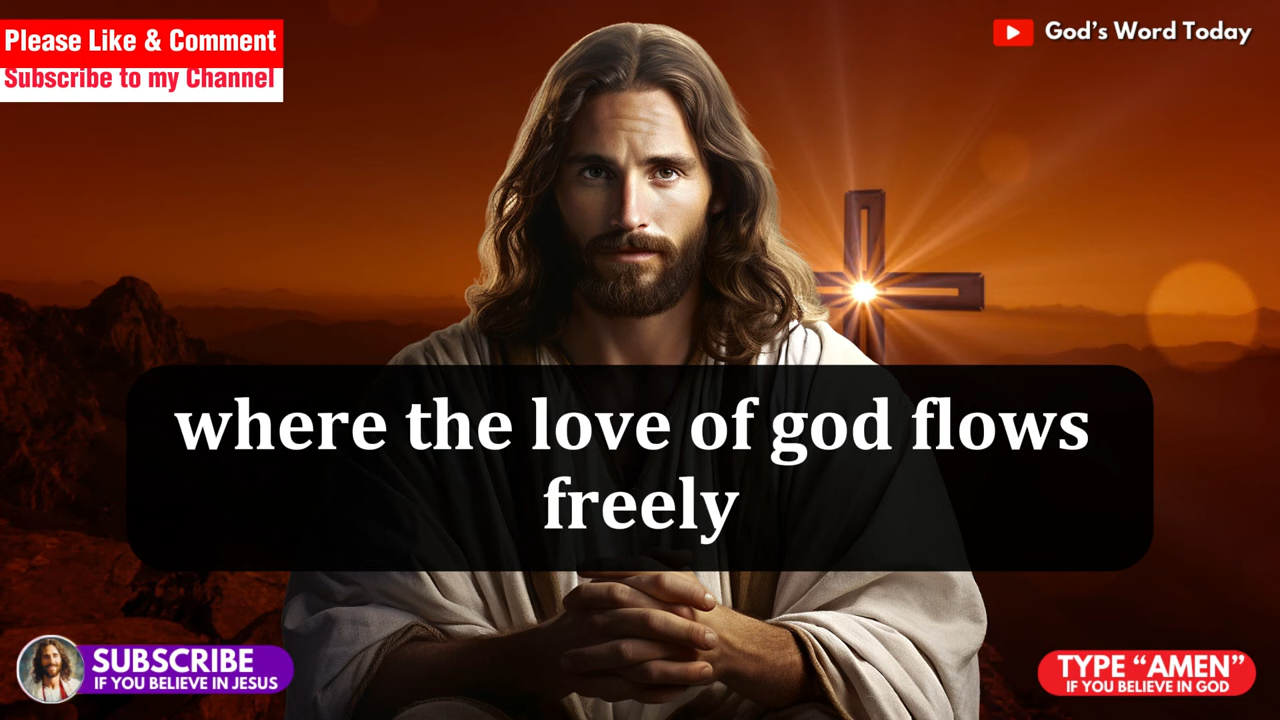 Please Like & Comment
Subscribe to my Channel
God's Word Today
where the love of god flows
freely
SUBSCRIBE
IF YOU BELIEVE IN JESUS
TYPE “AMEN”
IF YOU BELIEVE IN GOD